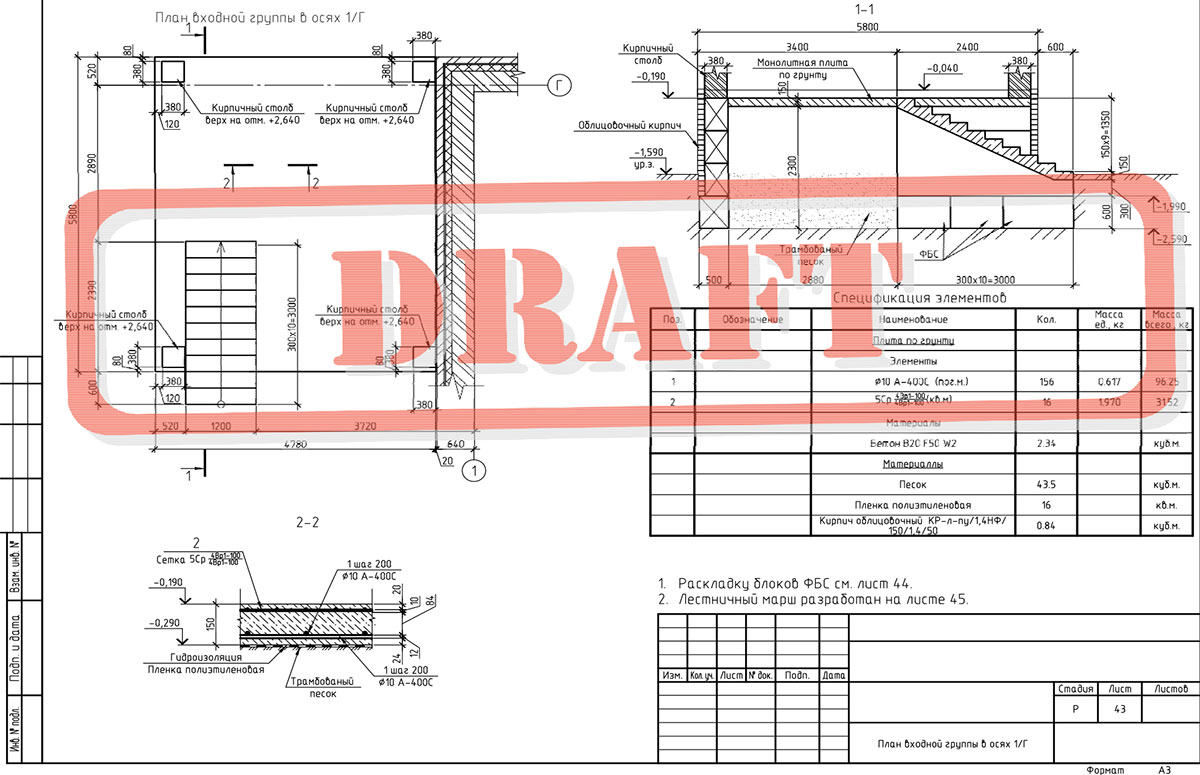 План входной группы в осях 1/Г
1
80
380
520
380
120
Кирпичный столб
верх на отм. +2,640
380
80
380
Кирпичный столб
верх на отм. +2,640
Г
2890
5800
2
2
2390
300х10=3000
Кирпичный столб
верх на отм. +2,640
Кирпичный столб
верх на отм. +2,640
80
380
380
120
600
380
380
520
1200
3720
4780
640
20
1
1
1-1
5800
3400
2400
600
Кирпичный
столб
380
Монолитная плита
по грунту
380
-0,190
150
-0,040
Облицовочный кирпич
-1,590
ур.з.
2300
150х9=1350
150
600
300
-1,990
-2,590
Трамбованый
песок
ФБС
500
2880
300х10=3000
Спецификация элементов
Поз. Обозначение Наименование Кол. Масса ед., кг Масса всего., кг
Плита по грунту
Элементы
1 Ø10 А-400С (пог.м.) 156 0.617 96.25
2 5Ср 4Вр1-100 4Вр1-100 (кв.м) 16 1.970 31.52
Материалы
Бетон В20 F50 W2 2.34 куб.м.
Материаллы
Песок 43.5 куб.м.
Пленка полиэтиленовая 16 кв.м.
Кирпич облицовочный КР-л-пу/1,4НФ/
150/1,4/50 0.84 куб.м.
DRAFT
2-2
2
Сетка 5Ср 4Вр1-100 4Вр1-100
1 шаг 200
Ø10 А-400С
-0,190
20
10
84
150
-0,290
24
12
Гидроизоляция
Пленка полиэтиленовая
Трамбованый
песок
1 шаг 200
Ø10 А-400С
1. Раскладку блоков ФБС см. лист 44.
2. Лестничный марш разработан на листе 45.
Изм. Кол.уч. Лист № док. Подп. Дата
Стадия Лист Листов
Р 43
План входной группы в осях 1/Г
Формат А3
Взам. инв. №
Подп. и дата
Инв. № подл.